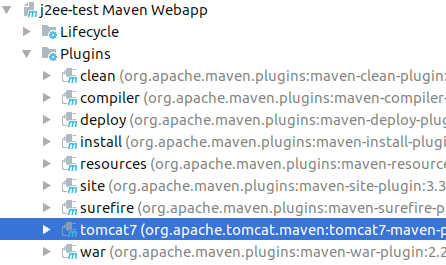 j2ee-test Maven Webapp
Lifecycle
Plugins
clean (org.apache.maven.plugins:maven-clean-plugin:
compiler (org.apache.maven.plugins:maven-compiler-
deploy (org.apache.maven.plugins:maven-deploy-plug
install (org.apache.maven.plugins:maven-install-plugin
resources (org.apache.maven.plugins:maven-resource
site (org.apache.maven.plugins:maven-site-plugin:3.3
surefire (org.apache.maven.plugins:maven-surefire-p
tomcat7 (org.apache.tomcat.maven:tomcat7-maven-p
war (org.apache.maven.plugins:maven-war-plugin:2.2